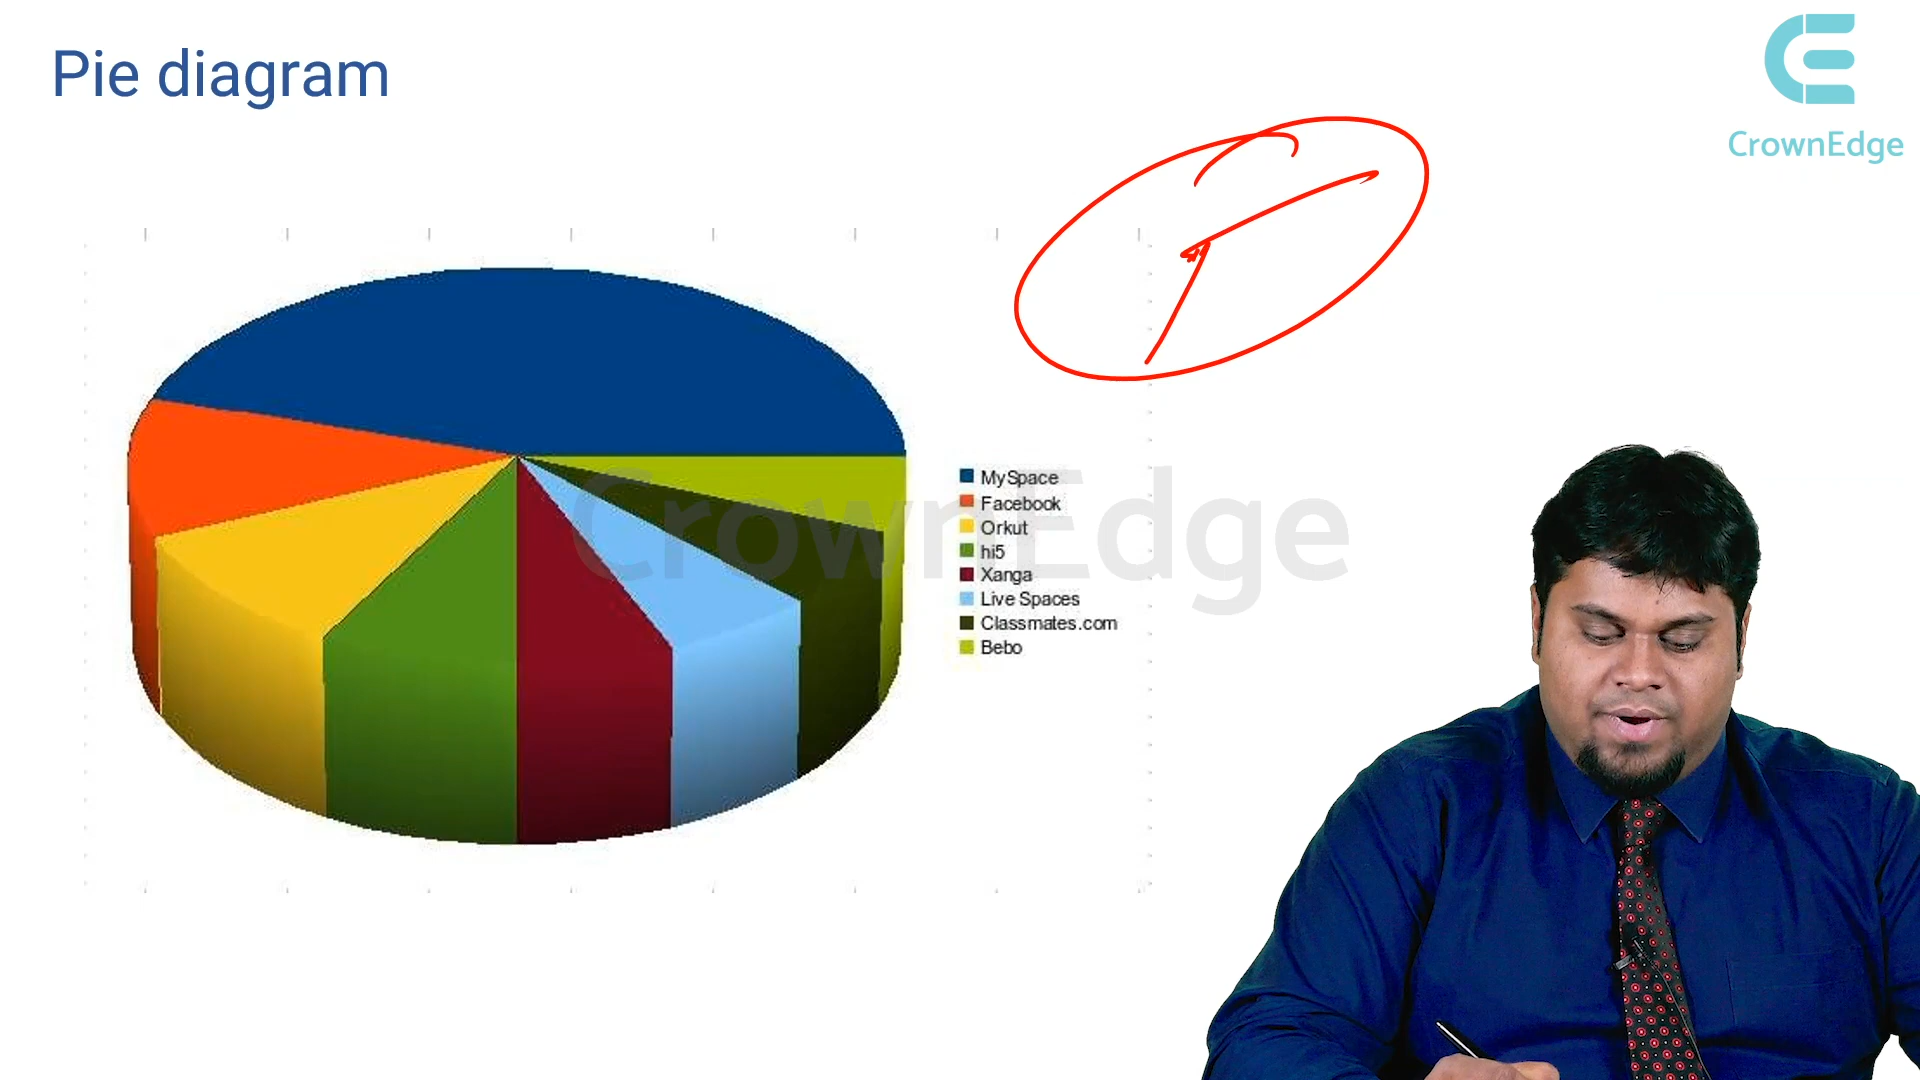 Pie diagram
CrownEdge
MySpace
Facebook
Orkut
hi5
Xanga
Live Spaces
Classmates.com
Bebo
CrownEdge